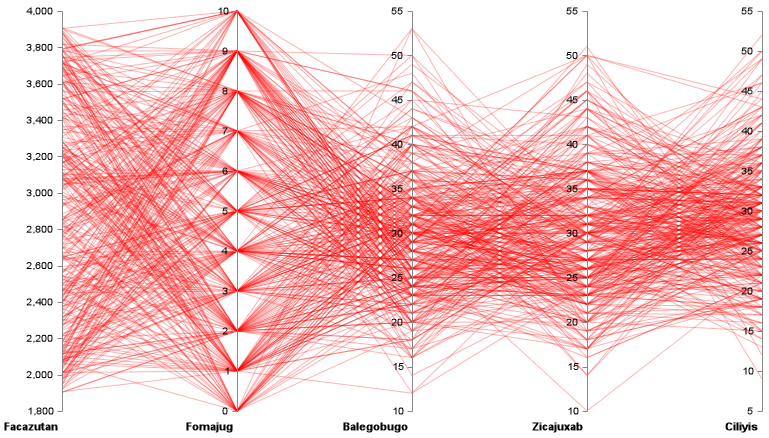 4,000 10 55 55 55
3,800 9 50 50 50
3,600 8 45 45 45
3,400 7 40 40 40
3,200 6 35 35 35
3,000 5 30 30 30
2,800 4 25 25 25
2,600 3 20 20 20
2,400 2 15 15 15
2,200 1 10 10 10
2,000 0 5
1,800
Facazutan Fornajug Balegobugo Zicajuxab Ciliyis